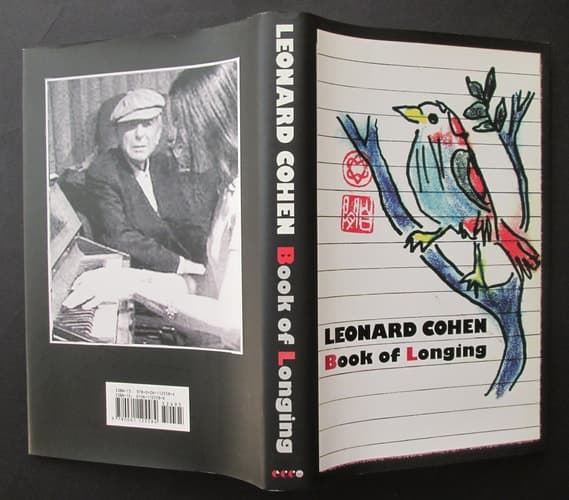 LEONARD COHEN
Book of Longing
LEONARD COHEN Book of Longing